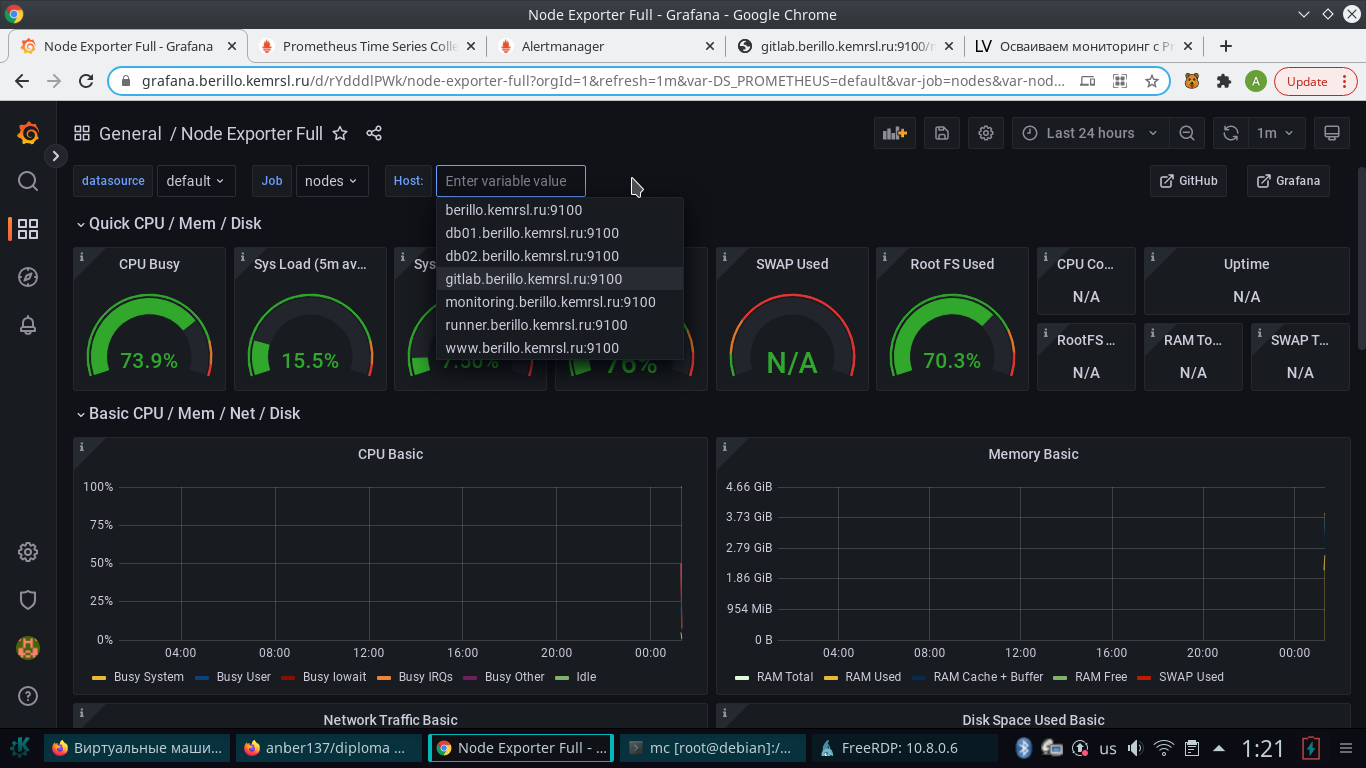 Node Exporter Full - Grafana - Google Chrome
Node Exporter Full - Grafana
Prometheus Time Series Colle
Alertmanager
gitlab.berillo.kemrsl.ru:9100/
Осваиваем мониторинг с Pr
grafana.berillo.kemrsl.ru/d/rYdddlPWk/node-exporter-full?orgId=1&refresh=1m&var-DS_PROMETHEUS=default&var-job=nodes&var-nod...
A
Update
General / Node Exporter Full
Last 24 hours
1m
datasource
default
Job
nodes
Host:
Enter variable value
GitHub
Grafana
berillo.kemrsl.ru:9100
db01.berillo.kemrsl.ru:9100
db02.berillo.kemrsl.ru:9100
gitlab.berillo.kemrsl.ru:9100
monitoring.berillo.kemrsl.ru:9100
runner.berillo.kemrsl.ru:9100
www.berillo.kemrsl.ru:9100
Quick CPU / Mem / Disk
CPU Busy
73.9%
Sys Load (5m av...
15.5%
Sys
7.50%
76%
SWAP Used
N/A
Root FS Used
70.3%
CPU Co...
N/A
Uptime
N/A
RootFS ...
N/A
RAM To...
N/A
SWAP T...
N/A
Basic CPU / Mem / Net / Disk
CPU Basic
100%
75%
50%
25%
0%
04:00 08:00 12:00 16:00 20:00 00:00
Busy System Busy User Busy Iowait Busy IRQs Busy Other Idle
Memory Basic
4.66 GiB
3.73 GiB
2.79 GiB
1.86 GiB
954 MiB
0 B
04:00 08:00 12:00 16:00 20:00 00:00
RAM Total RAM Used RAM Cache + Buffer RAM Free SWAP Used
Network Traffic Basic
Disk Space Used Basic
Виртуальные маши...
anber137/diploma ...
Node Exporter Full - ...
mc [root@debian]:/...
FreeRDP: 10.8.0.6
us
1:21